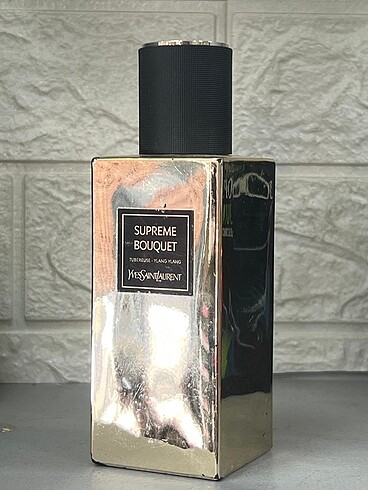 SUPREME
BOUQUET
TUBEREUSE · YLANG YLANG
YVESSAINTLAURENT